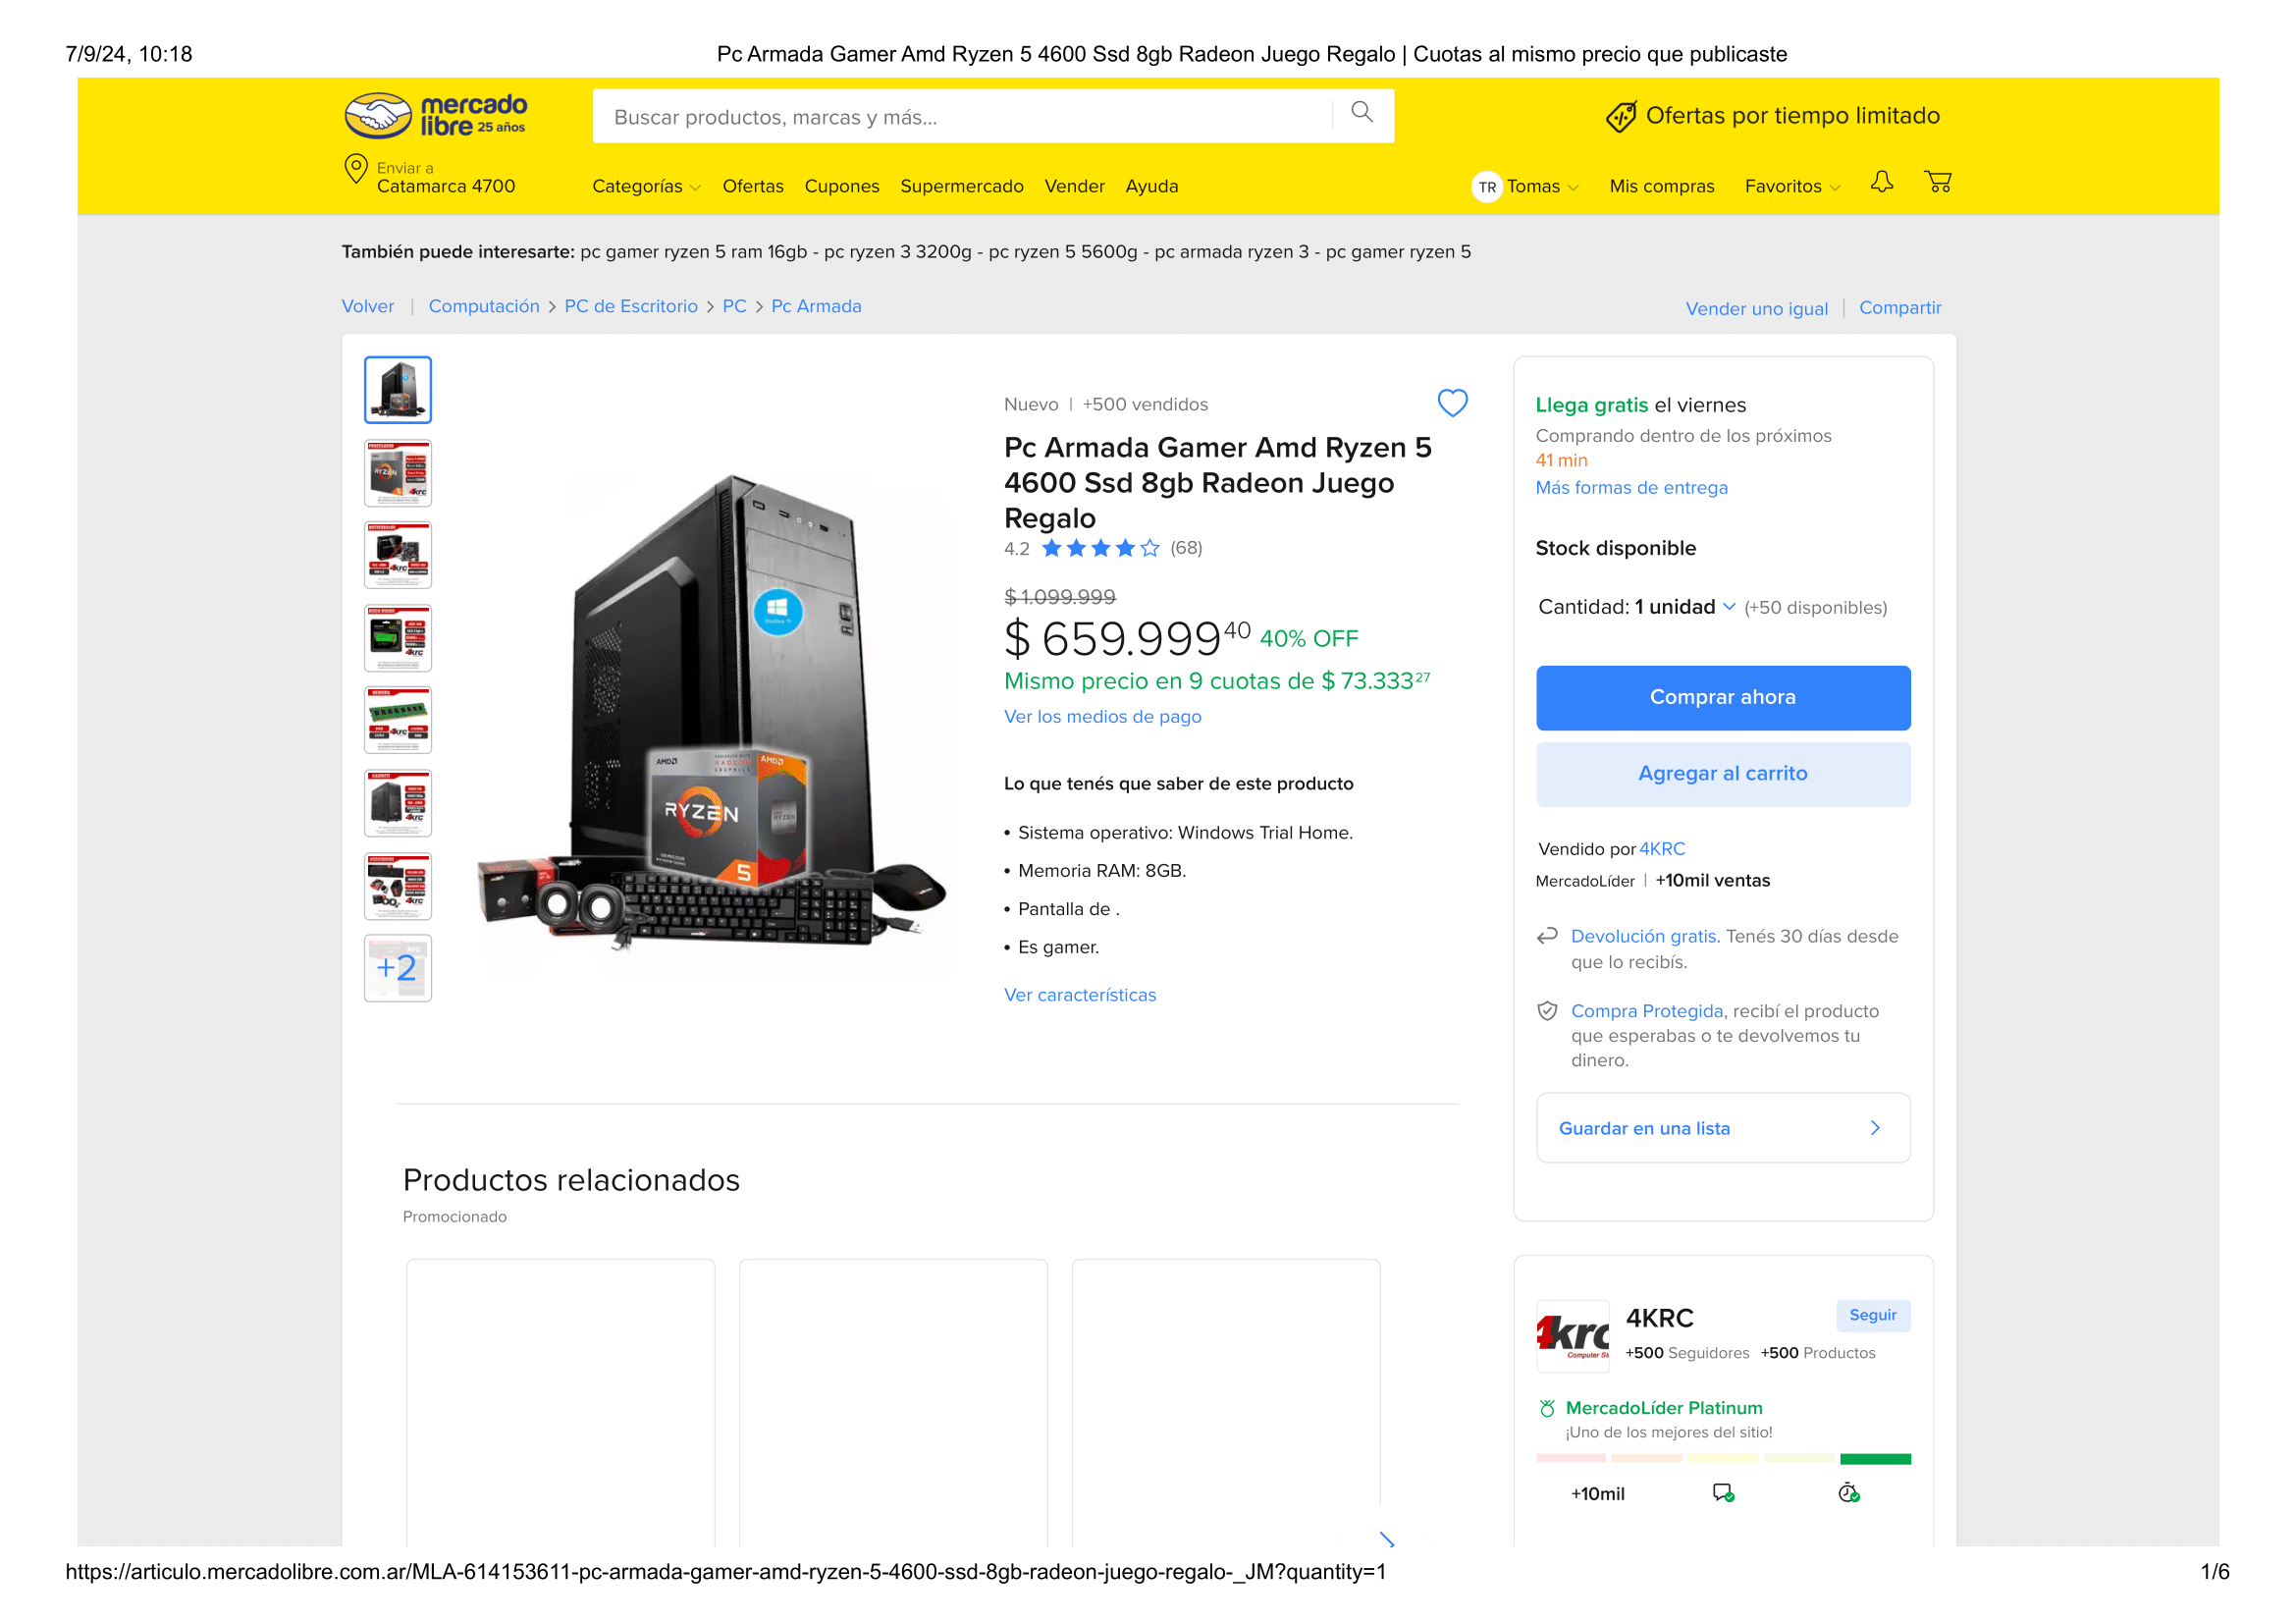 7/9/24, 10:18
Pc Armada Gamer Amd Ryzen 5 4600 Ssd 8gb Radeon Juego Regalo | Cuotas al mismo precio que publicaste
mercado
libre 25 años
Buscar productos, marcas y más...
Ofertas por tiempo limitado
Enviar a
Catamarca 4700
Categorías
Ofertas
Cupones
Supermercado
Vender
Ayuda
TR
Tomas
Mis compras
Favoritos
También puede interesarte: pc gamer ryzen 5 ram 16gb - pc ryzen 3 3200g - pc ryzen 5 5600g - pc armada ryzen 3 - pc gamer ryzen 5
Volver | Computación > PC de Escritorio > PC > Pc Armada
Vender uno igual | Compartir
+2
AMD
RADEON
GRAPHICS
AMD
RYZEN
RYZEN
5
Nuevo | +500 vendidos
Pc Armada Gamer Amd Ryzen 5
4600 Ssd 8gb Radeon Juego
Regalo
4.2 (68)
$ 1.099.999
$ 659.999 40 40% OFF
Mismo precio en 9 cuotas de $ 73.333 27
Ver los medios de pago
Lo que tenés que saber de este producto
• Sistema operativo: Windows Trial Home.
• Memoria RAM: 8GB.
• Pantalla de .
• Es gamer.
Ver características
Llega gratis el viernes
Comprando dentro de los próximos
41 min
Más formas de entrega
Stock disponible
Cantidad: 1 unidad (+50 disponibles)
Comprar ahora
Agregar al carrito
Vendido por 4KRC
MercadoLíder | +10mil ventas
Devolución gratis. Tenés 30 días desde
que lo recibís.
Compra Protegida, recibí el producto
que esperabas o te devolvemos tu
dinero.
Guardar en una lista
Productos relacionados
Promocionado
4krc
Computer
4KRC
Seguir
+500 Seguidores +500 Productos
MercadoLíder Platinum
¡Uno de los mejores del sitio!
+10mil
https://articulo.mercadolibre.com.ar/MLA-614153611-pc-armada-gamer-amd-ryzen-5-4600-ssd-8gb-radeon-juego-regalo-_JM?quantity=1
1/6